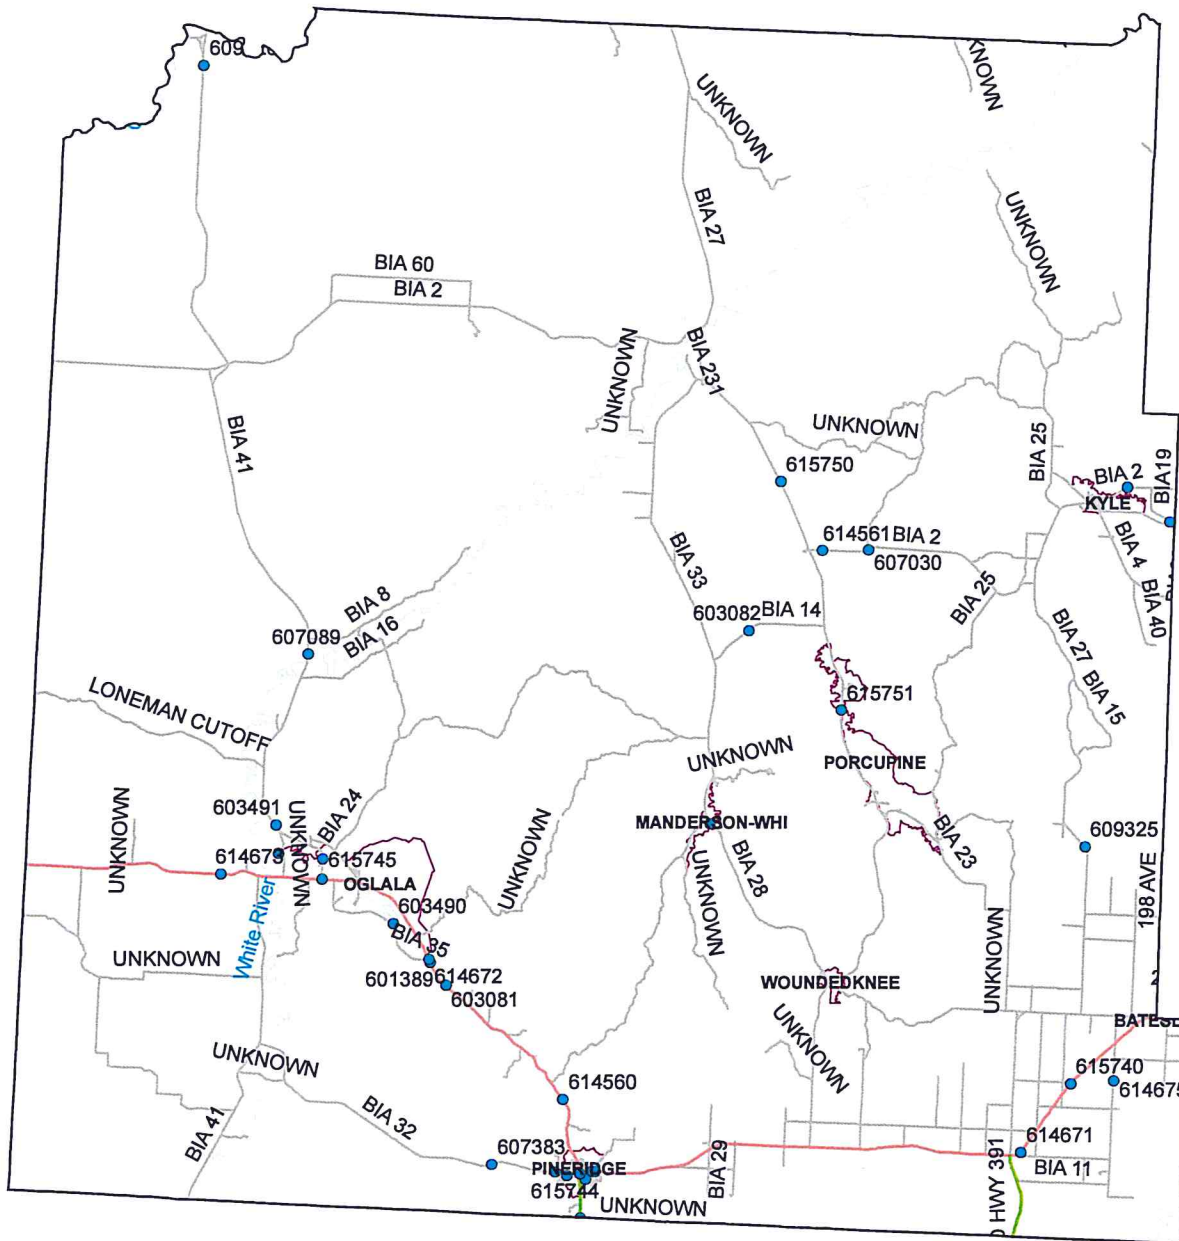 609
KNOWN
UNKNOWN
UNKNOWN
BIA 27
BIA 60
BIA 2
UNKNOWN
BIA 231
UNKNOWN
BIA 41
BIA 25
615750
BIA 2
BIA19
KYLE
614561
BIA 2
607030
BIA 4
BIA 33
BIA 25
BIA 8
BIA 40
603082
BIA 14
607089
BIA 16
BIA 27
BIA 15
615751
LONEMAN CUTOFF
UNKNOWN
PORCUPINE
UNKNOWN
603491
UNKNOWN
BIA 24
MANDERSON-WHI
BIA 23
609325
614679
615745
OGLALA
UNKNOWN
BIA 28
UNKNOWN
198 AVE
603490
BIA 35
White River
UNKNOWN
UNKNOWN
601389
614672
603081
WOUNDEDKNEE
2
BATESL
UNKNOWN
UNKNOWN
614560
615740
614675
BIA 32
BIA 41
607383
PINERIDGE
615744
UNKNOWN
BIA 29
614671
BIA 11
HWY 391